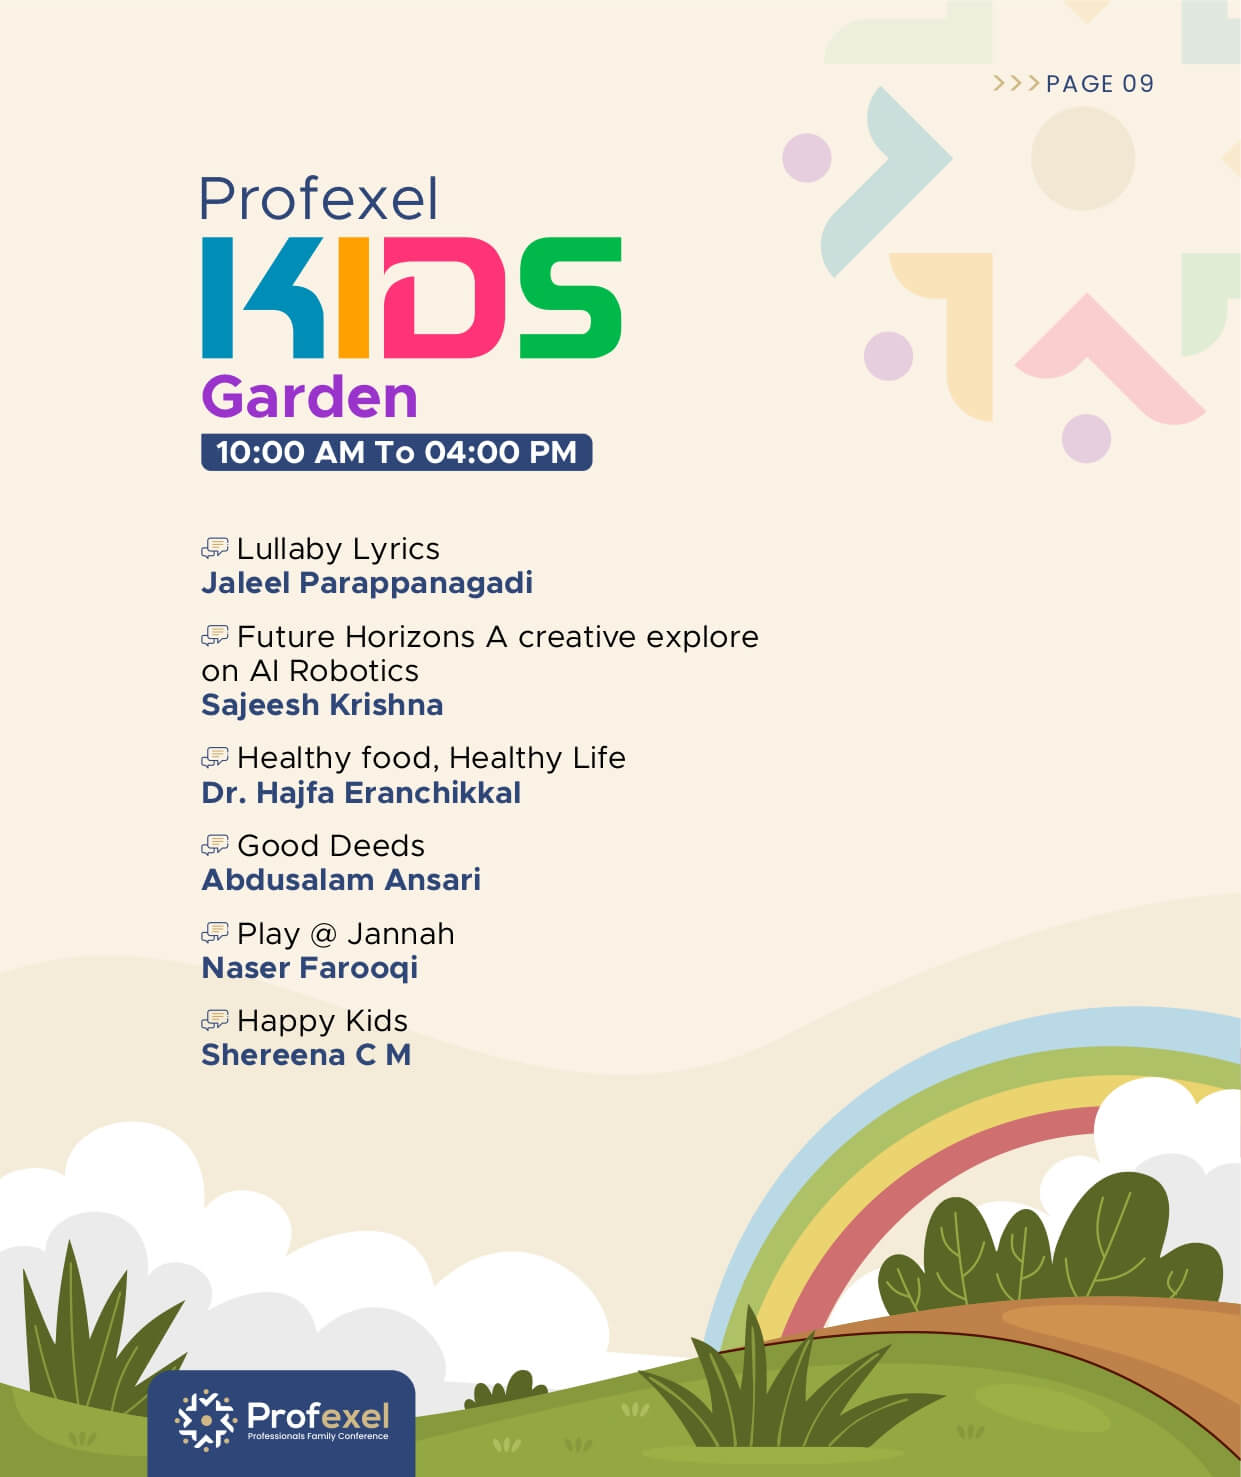 >>> PAGE 09
Profexel
KIDS
Garden
10:00 AM To 04:00 PM
Lullaby Lyrics
Jaleel Parappanagadi
Future Horizons A creative explore
on AI Robotics
Sajeesh Krishna
Healthy food, Healthy Life
Dr. Hajfa Eranchikkal
Good Deeds
Abdusalam Ansari
Play @ Jannah
Naser Farooqi
Happy Kids
Shereena C M
Profexel
Professionals Family Conference